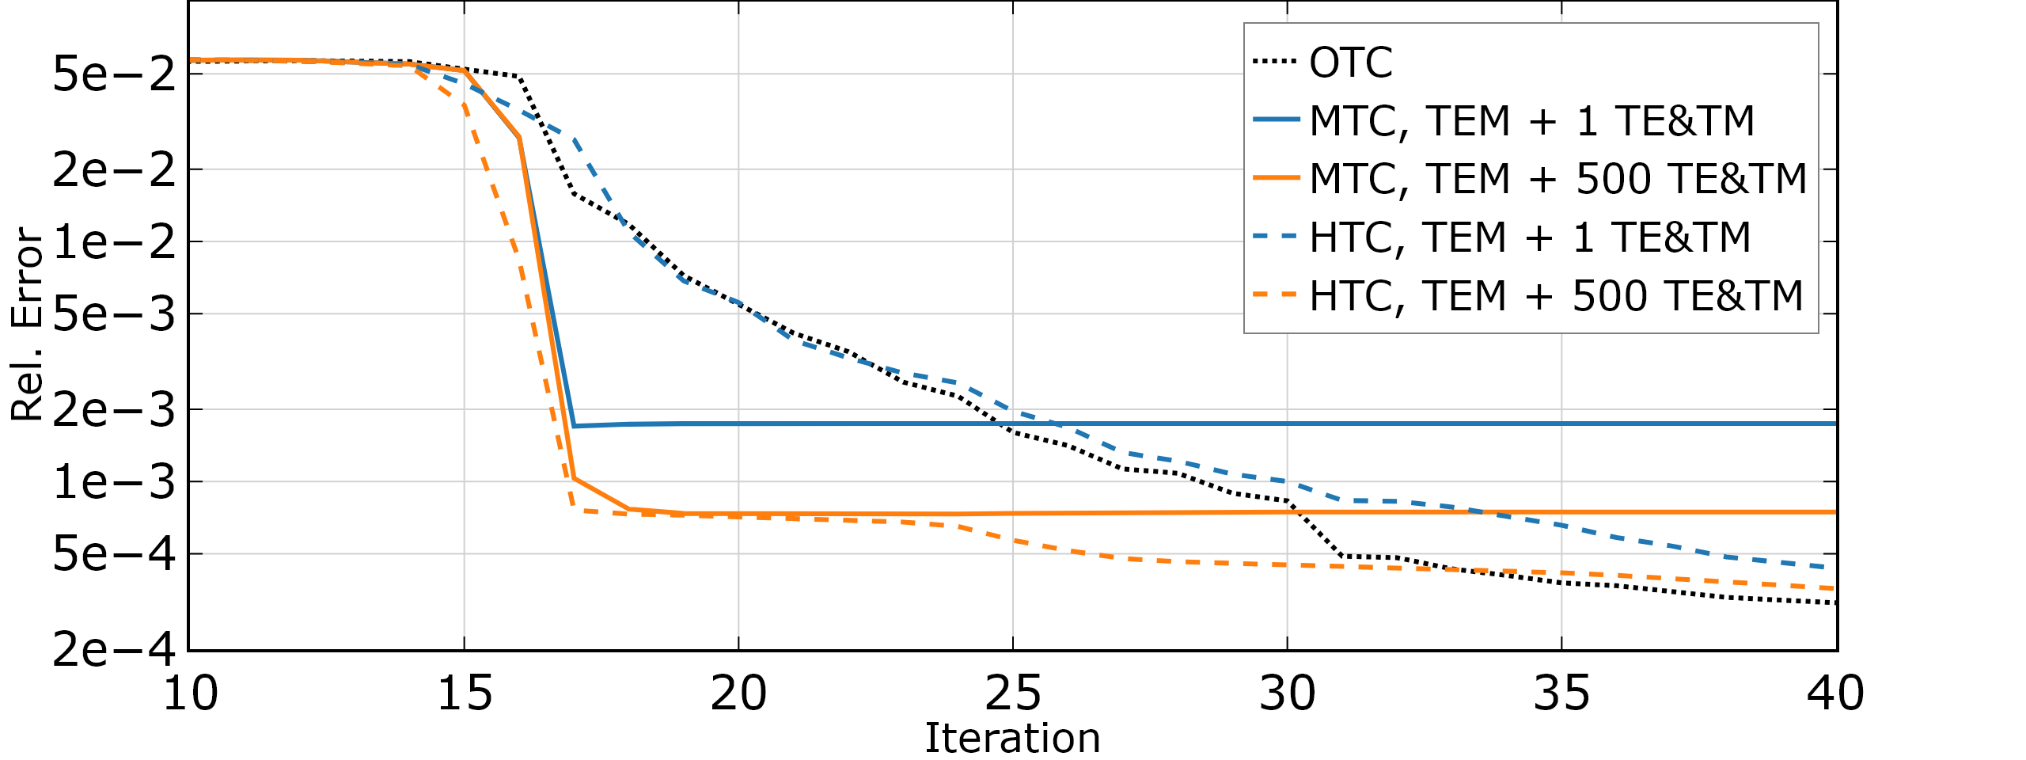 5e−2
2e−2
1e−2
5e−3
2e−3
1e−3
5e−4
2e−4
Rel. Error
OTC
MTC, TEM + 1 TE&TM
MTC, TEM + 500 TE&TM
HTC, TEM + 1 TE&TM
HTC, TEM + 500 TE&TM
10 15 20 25 30 35 40
Iteration